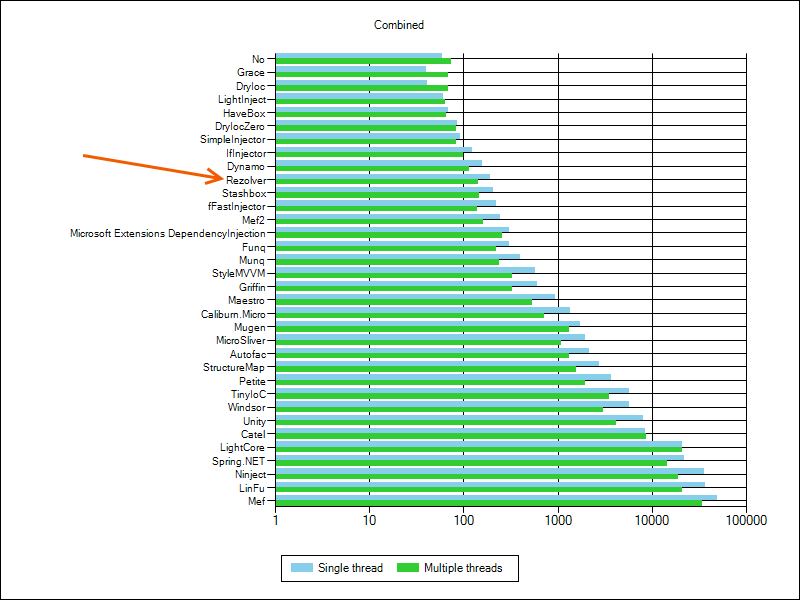 Combined
No
Grace
DryIoc
LightInject
HaveBox
DryIocZero
SimpleInjector
IfInjector
Dynamo
Rezolver
Stashbox
fFastInjector
Mef2
Microsoft Extensions DependencyInjection
Funq
Munq
StyleMVVM
Griffin
Maestro
Caliburn.Micro
Mugen
MicroSliver
Autofac
StructureMap
Petite
TinyIoC
Windsor
Unity
Catel
LightCore
Spring.NET
Ninject
LinFu
Mef
1 10 100 1000 10000 100000
Single thread Multiple threads